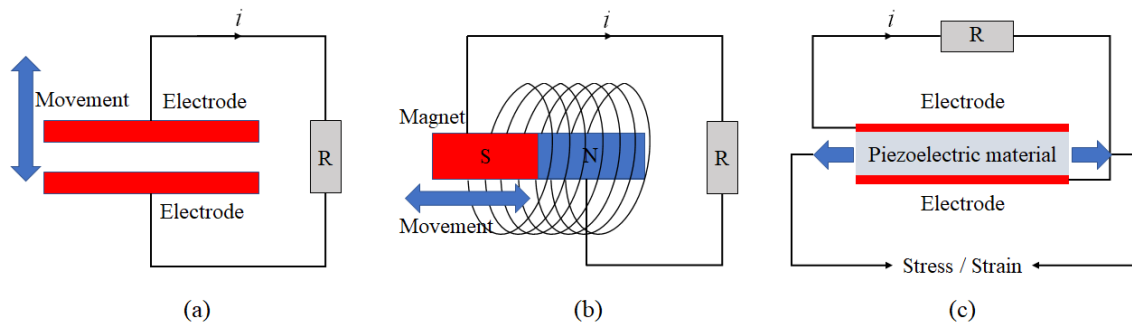 i
Movement
Electrode
R
Electrode
(a)
i
Magnet
S
N
R
Movement
(b)
i
R
Electrode
Piezoelectric material
Electrode
Stress / Strain
(c)